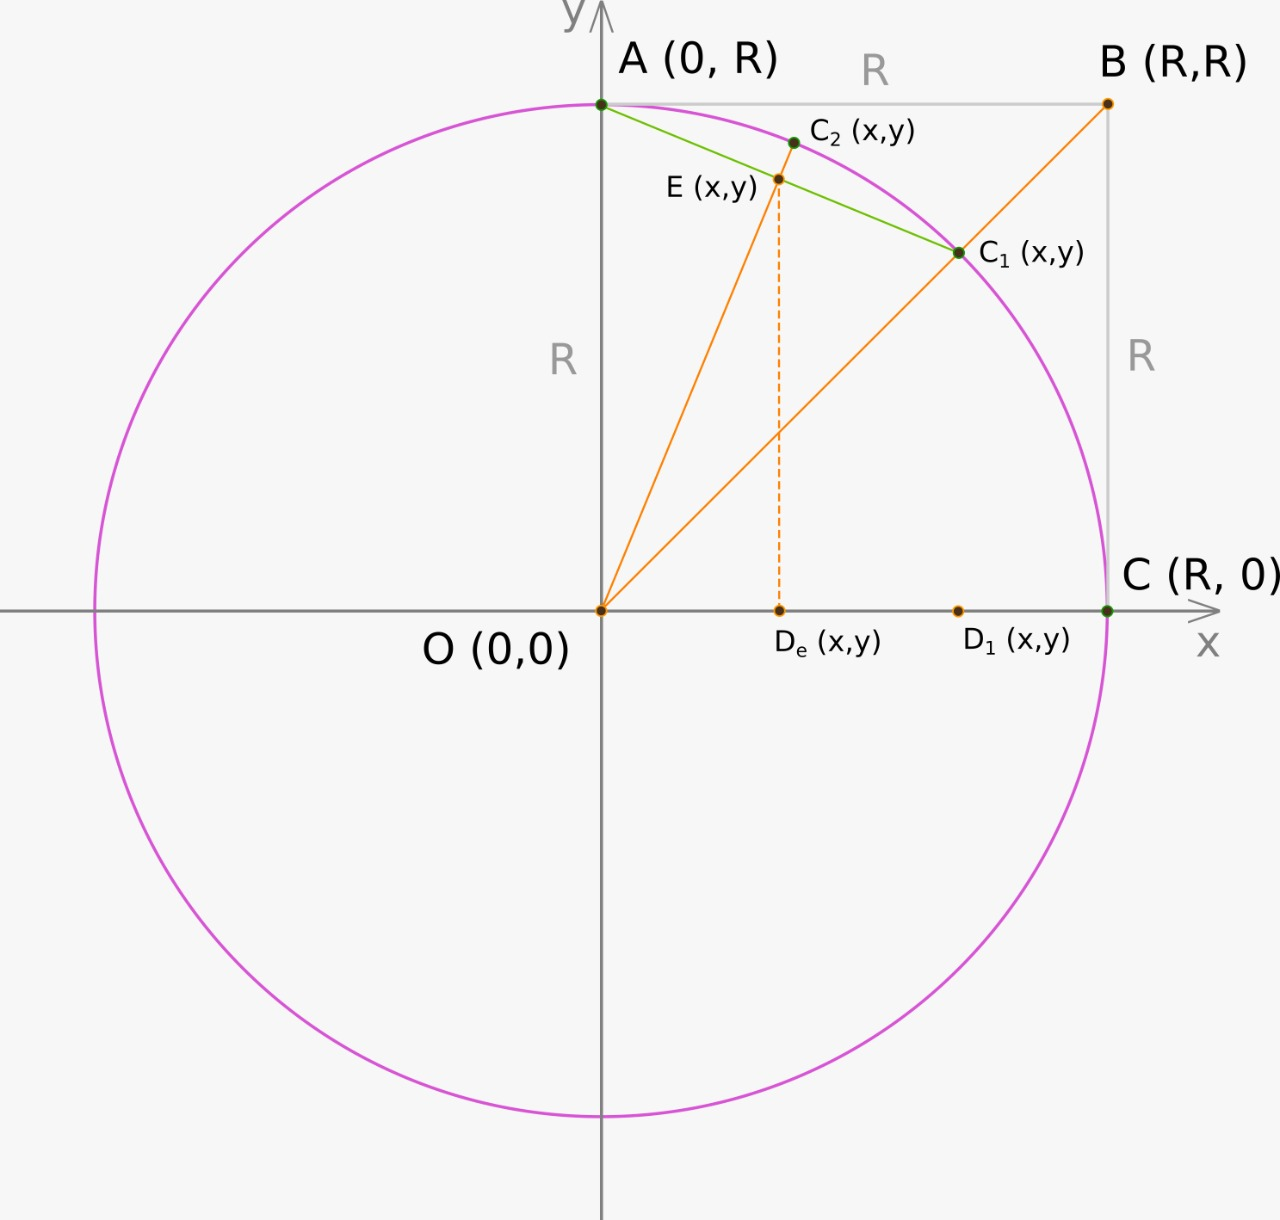 y
A (0, R)
R
B (R,R)
C₂ (x,y)
E (x,y)
C₁ (x,y)
R
R
C (R, 0)
O (0,0)
Dₑ (x,y)
D₁ (x,y)
x